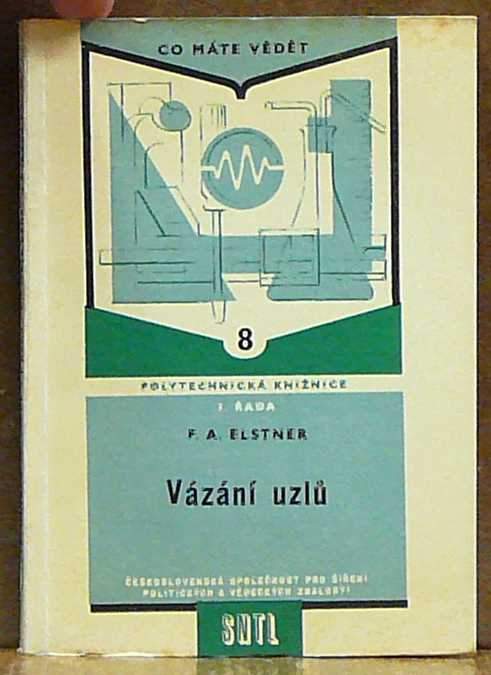 CO MÁTE VĚDĚT
8
POLYTECHNICKÁ KNIŽNICE
I. ŘADA
F. A. ELSTNER
Vázání uzlů
ČESKOSLOVENSKÁ SPOLEČNOST PRO ŠÍŘENÍ
POLITICKÝCH A VĚDECKÝCH ZNALOSTÍ
SNTL